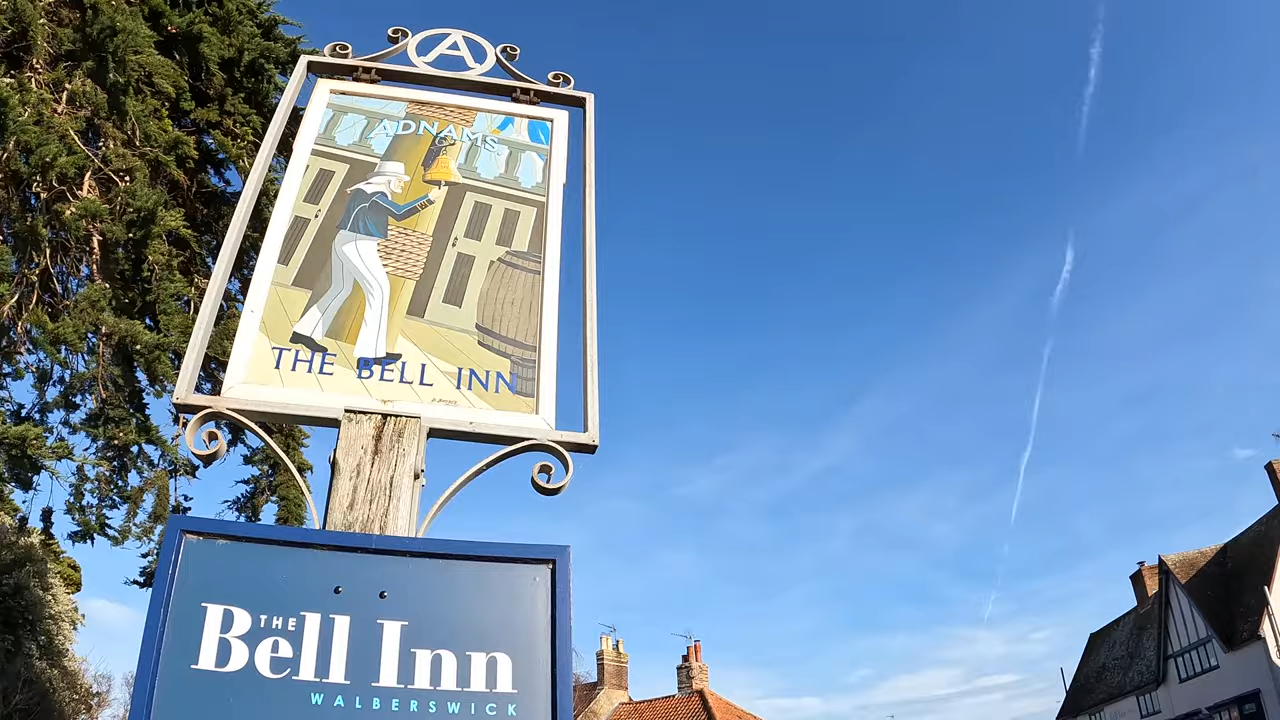 A
ADNAMS
THE BELL INN
THE Bell Inn
WALBERSWICK